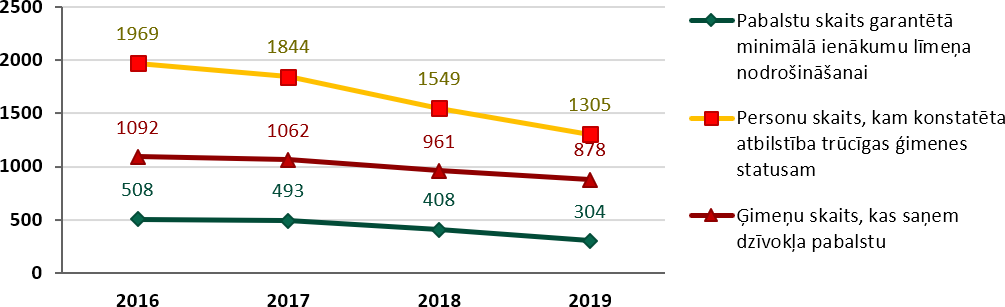 2500
2000
1500
1000
500
0
1969
1844
1549
1305
1092
1062
961
878
508
493
408
304
2016
2017
2018
2019
Pabalstu skaits garantētā
minimālā ienākumu līmeņa
nodrošināšanai
Personu skaits, kam konstatēta
atbilstība trūcīgas ģimenes
statusam
Ģimeņu skaits, kas saņem
dzīvokļa pabalstu